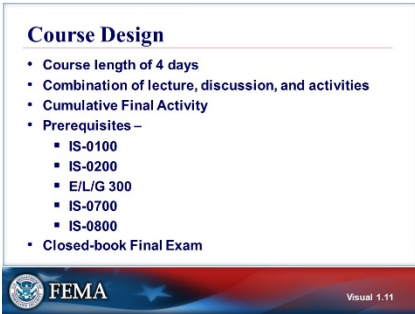 Course Design
• Course length of 4 days
• Combination of lecture, discussion, and activities
• Cumulative Final Activity
• Prerequisites –
▪ IS-0100
▪ IS-0200
▪ E/L/G 300
▪ IS-0700
▪ IS-0800
• Closed-book Final Exam
FEMA
Visual 1.11